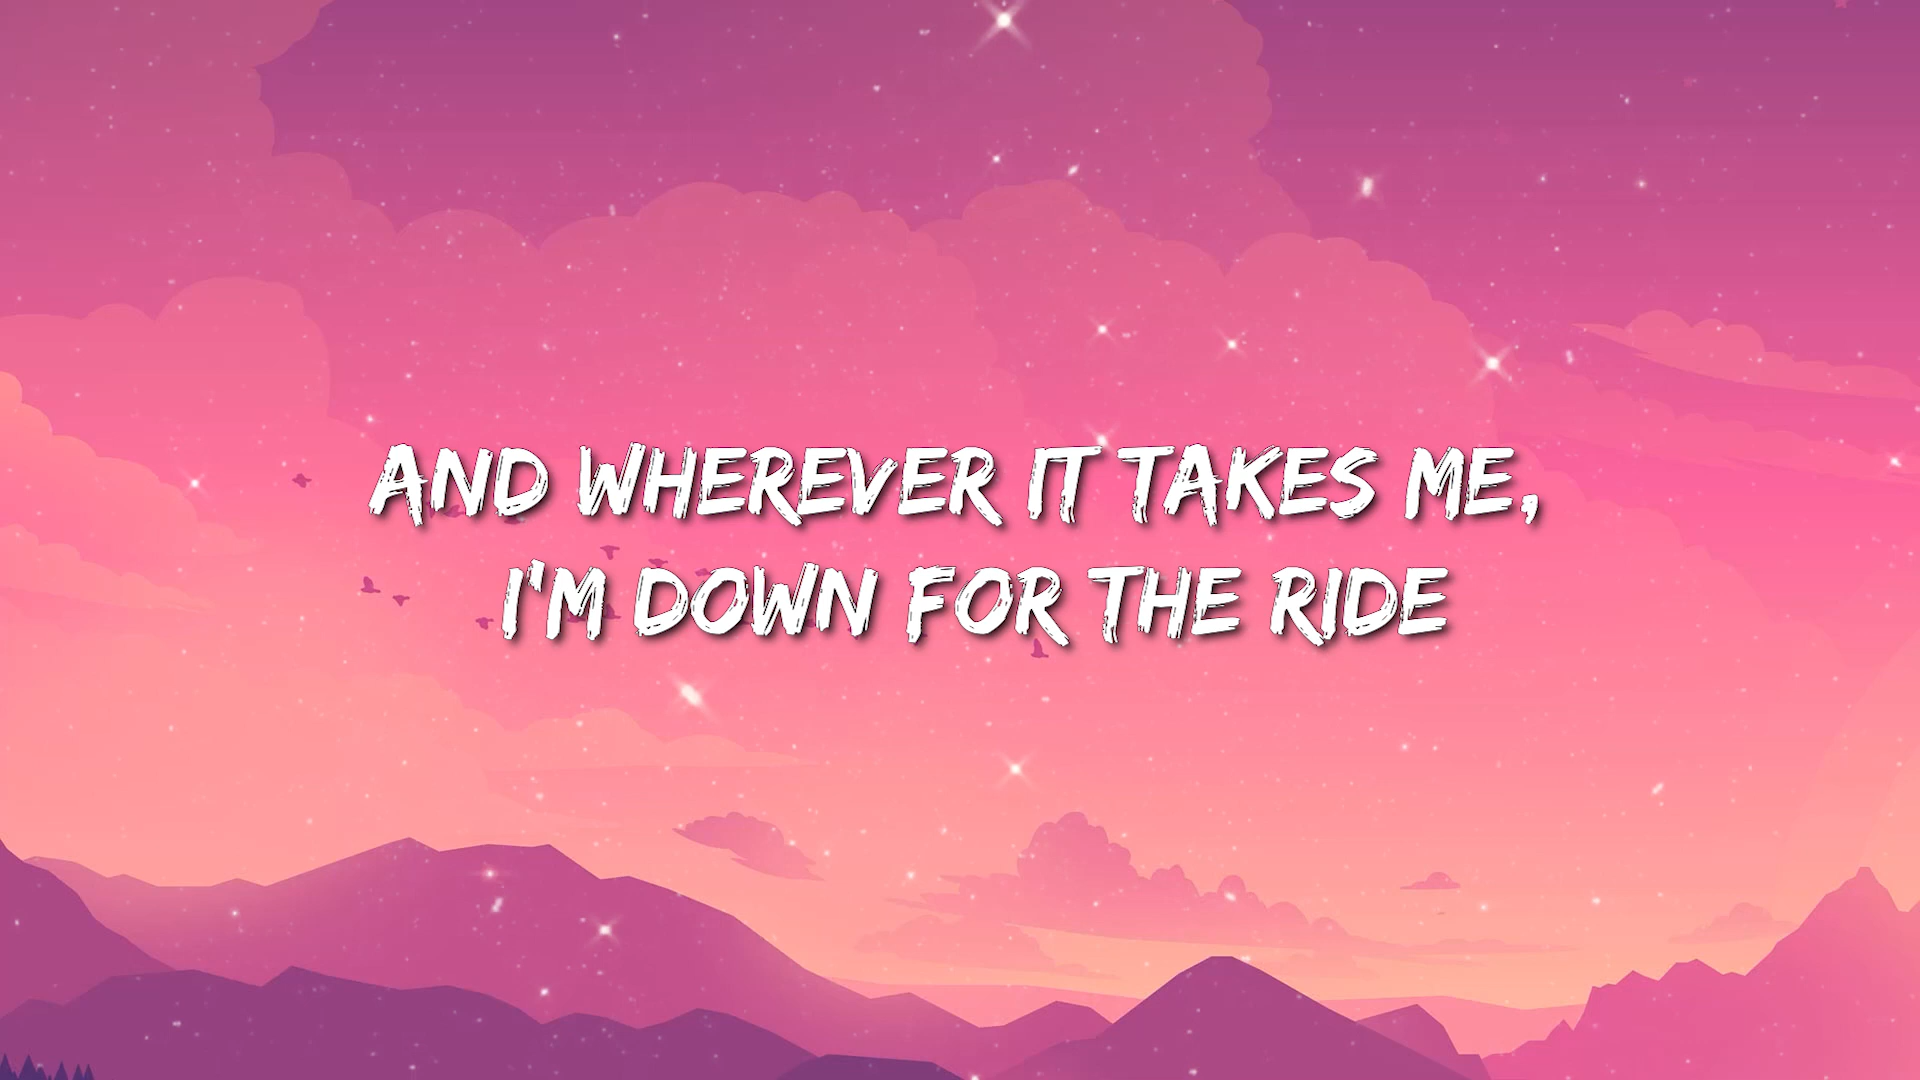 AND WHEREVER IT TAKES ME,
I'M DOWN FOR THE RIDE